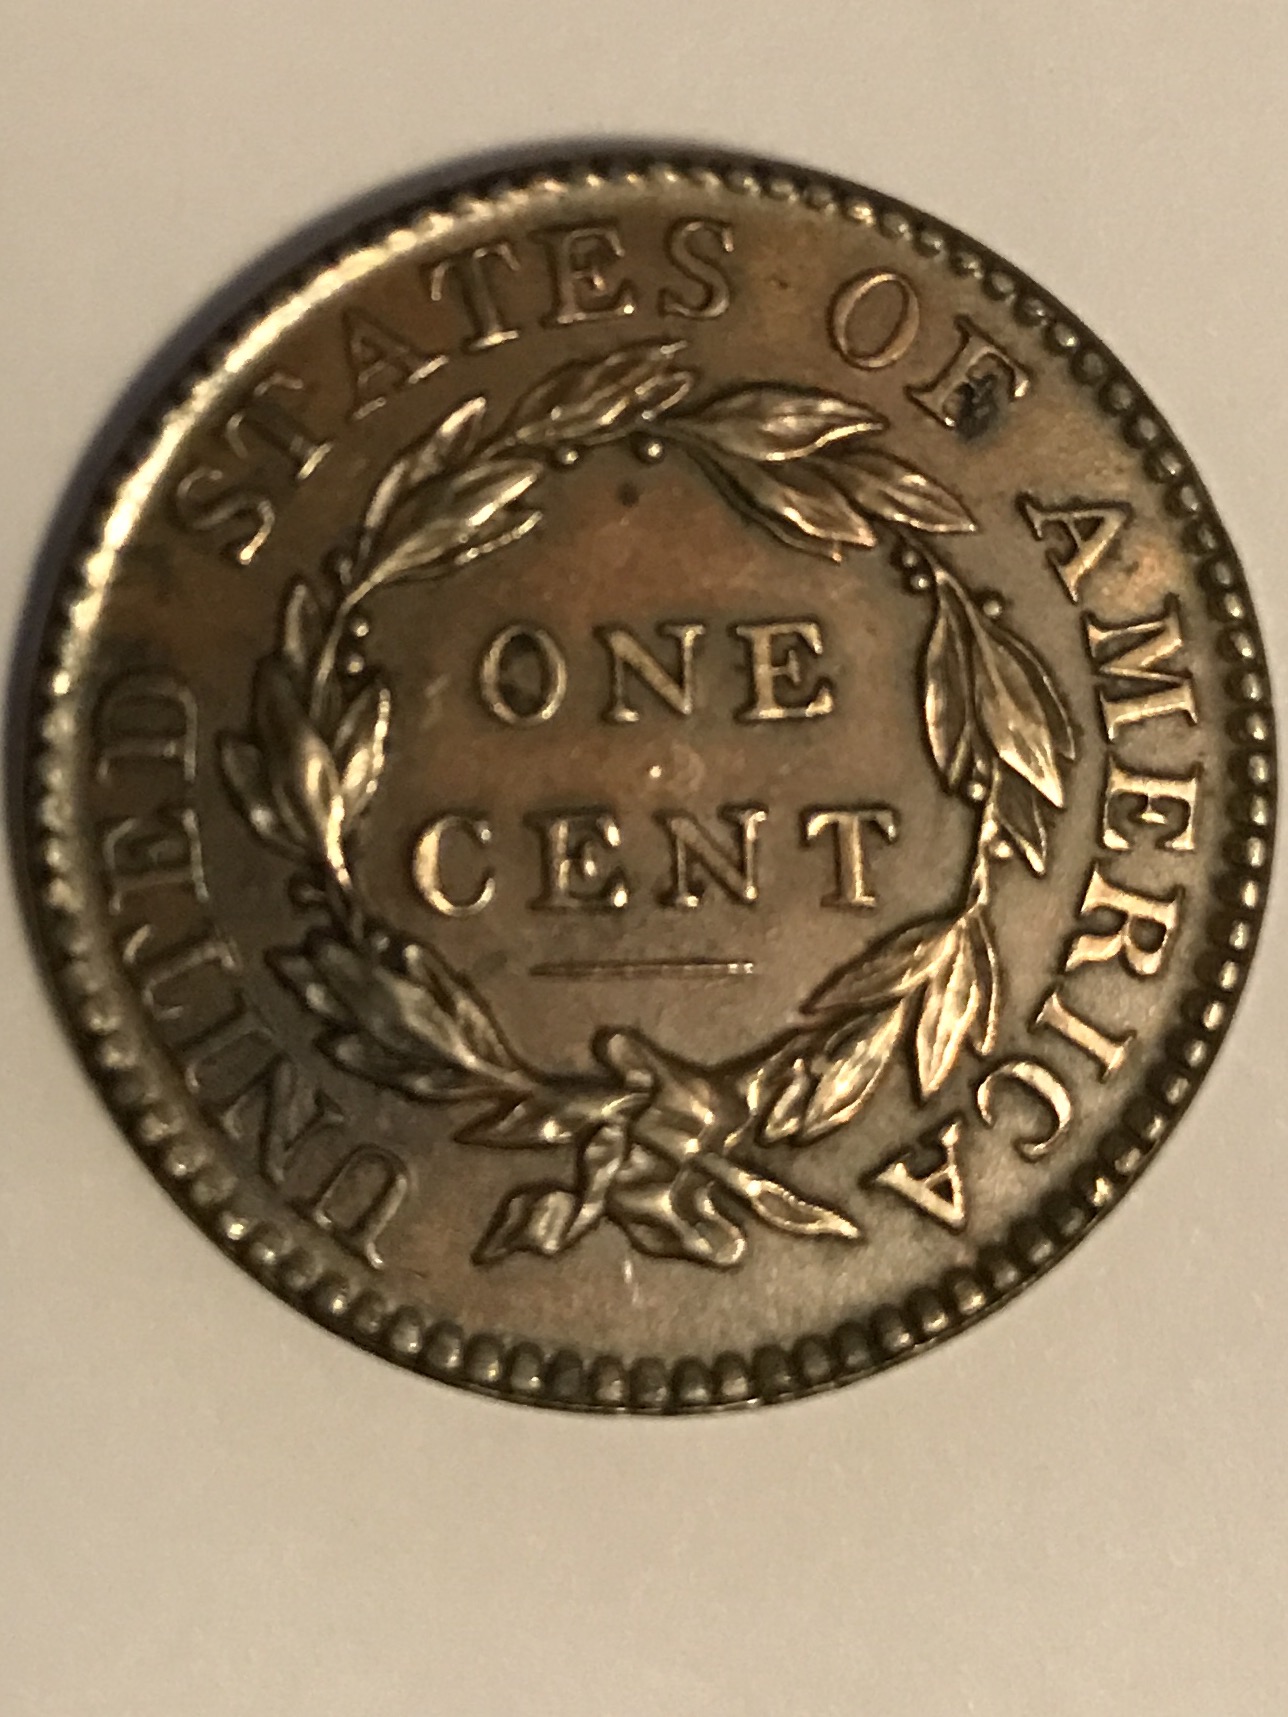 UNITED STATES OF AMERICA
ONE
CENT